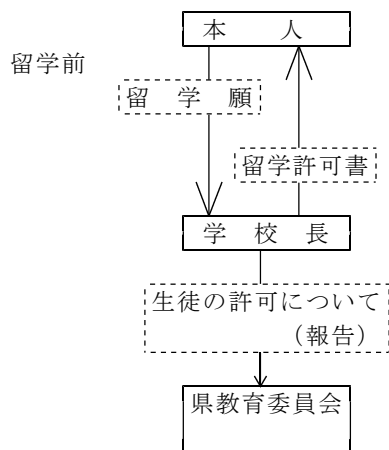 本 人
留学前
留 学 願
留学許可書
学 校 長
生徒の許可について
（報告）
県教育委員会